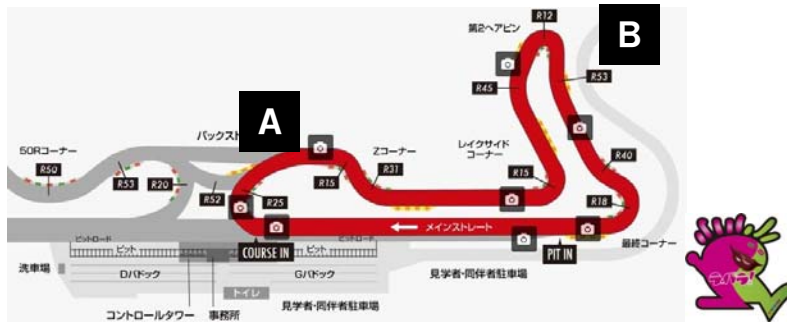 R12
第2ヘアピン
B
R53
R45
A
バックスト
50Rコーナー
Zコーナー
レイクサイド
コーナー
R50
R53
R20
R52
R25
R15
R31
R15
R40
R18
メインストレート
最終コーナー
COURSE IN
PIT IN
ピットロード
ピットロード
ピット
ピット
洗車場
Dパドック
Gパドック
見学者・同伴者駐車場
トイレ
見学者・同伴者駐車場
コントロールタワー
事務所